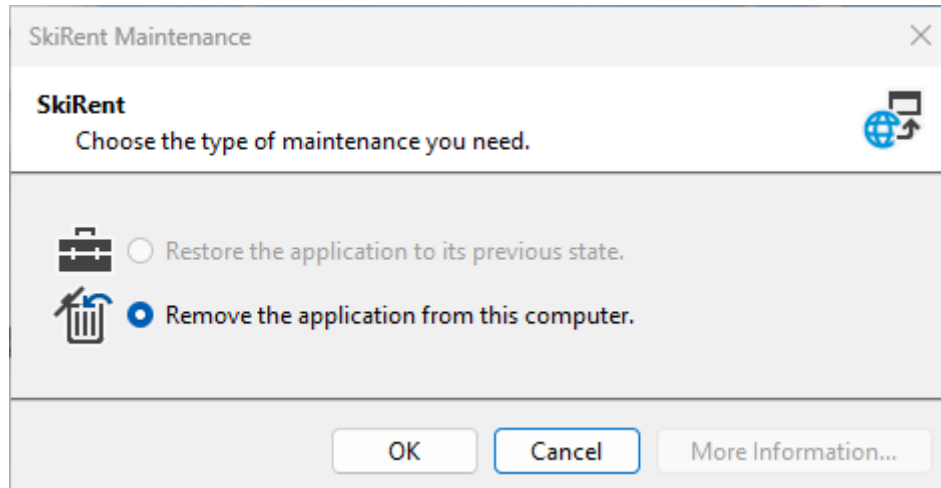 SkiRent Maintenance
SkiRent
Choose the type of maintenance you need.
Restore the application to its previous state.
Remove the application from this computer.
OK Cancel More Information...